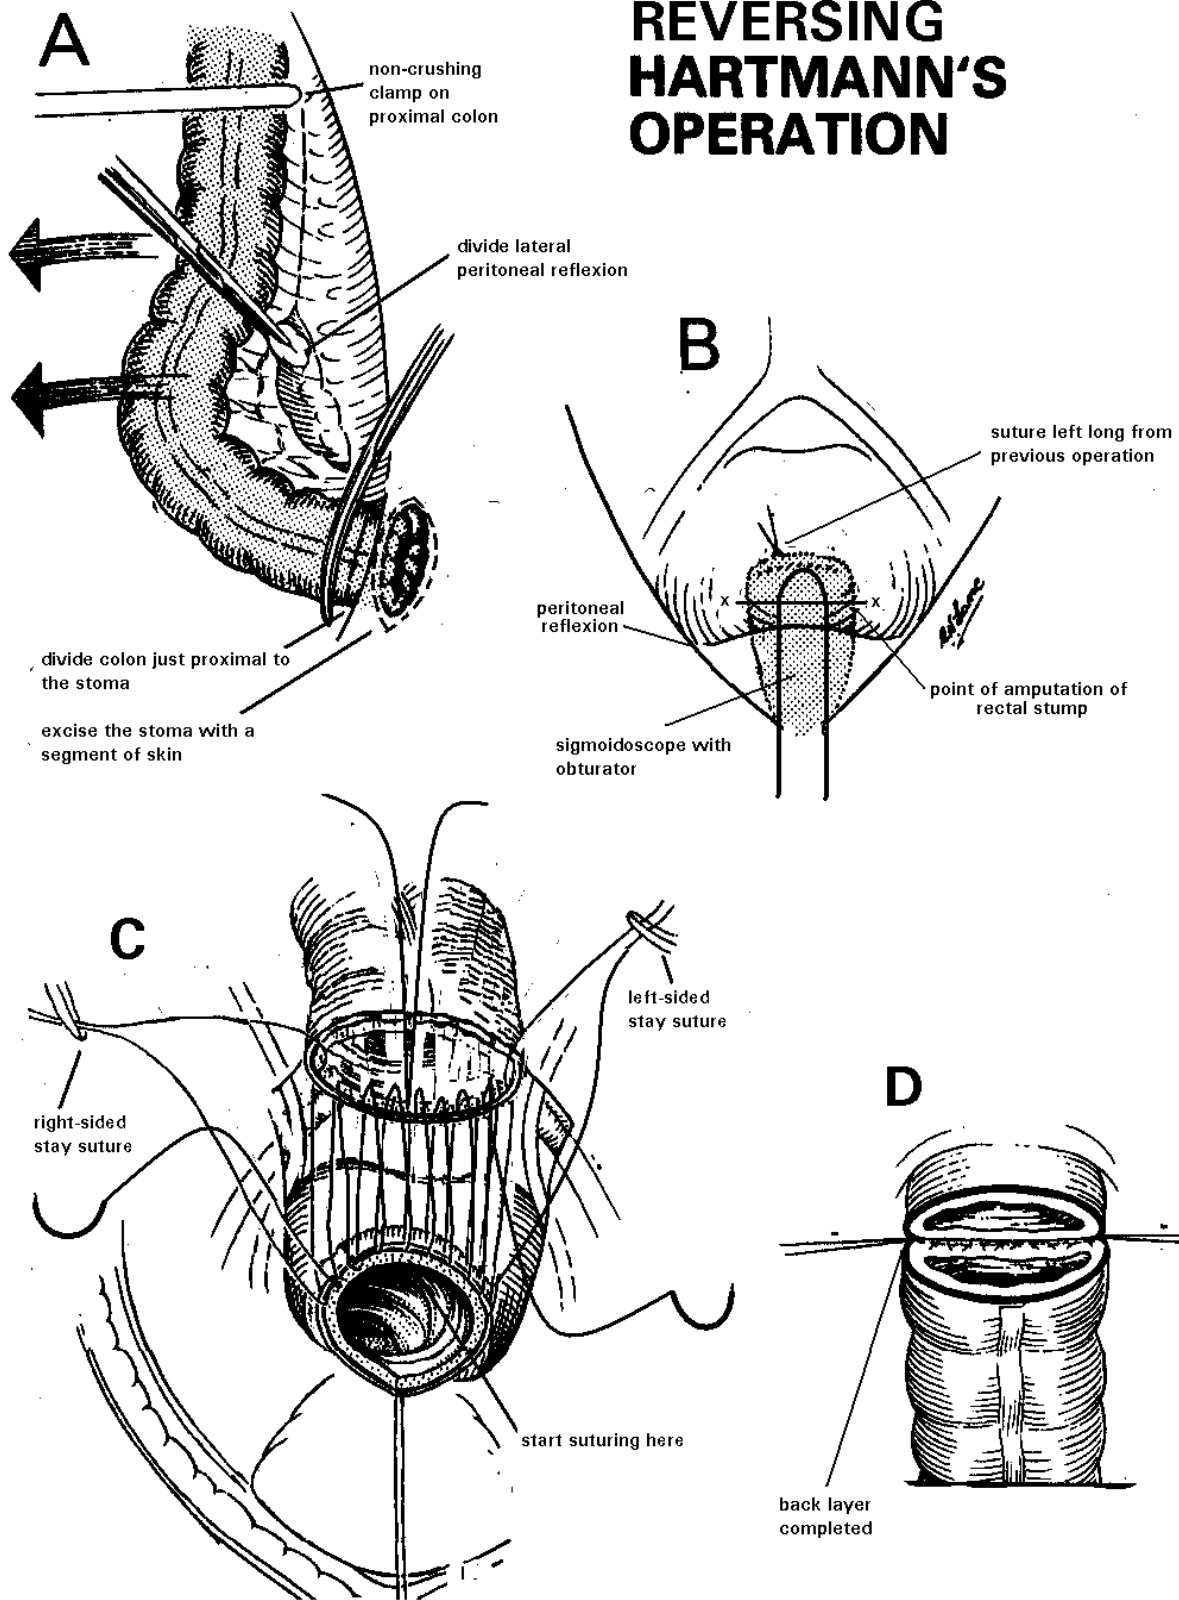 REVERSING
HARTMANN'S
OPERATION
A
non-crushing
clamp on
proximal colon
divide lateral
peritoneal reflexion
divide colon just proximal to
the stoma
excise the stoma with a
segment of skin
B
suture left long from
previous operation
x
x
peritoneal
reflexion
point of amputation of
rectal stump
sigmoidoscope with
obturator
C
left-sided
stay suture
right-sided
stay suture
start suturing here
D
back layer
completed